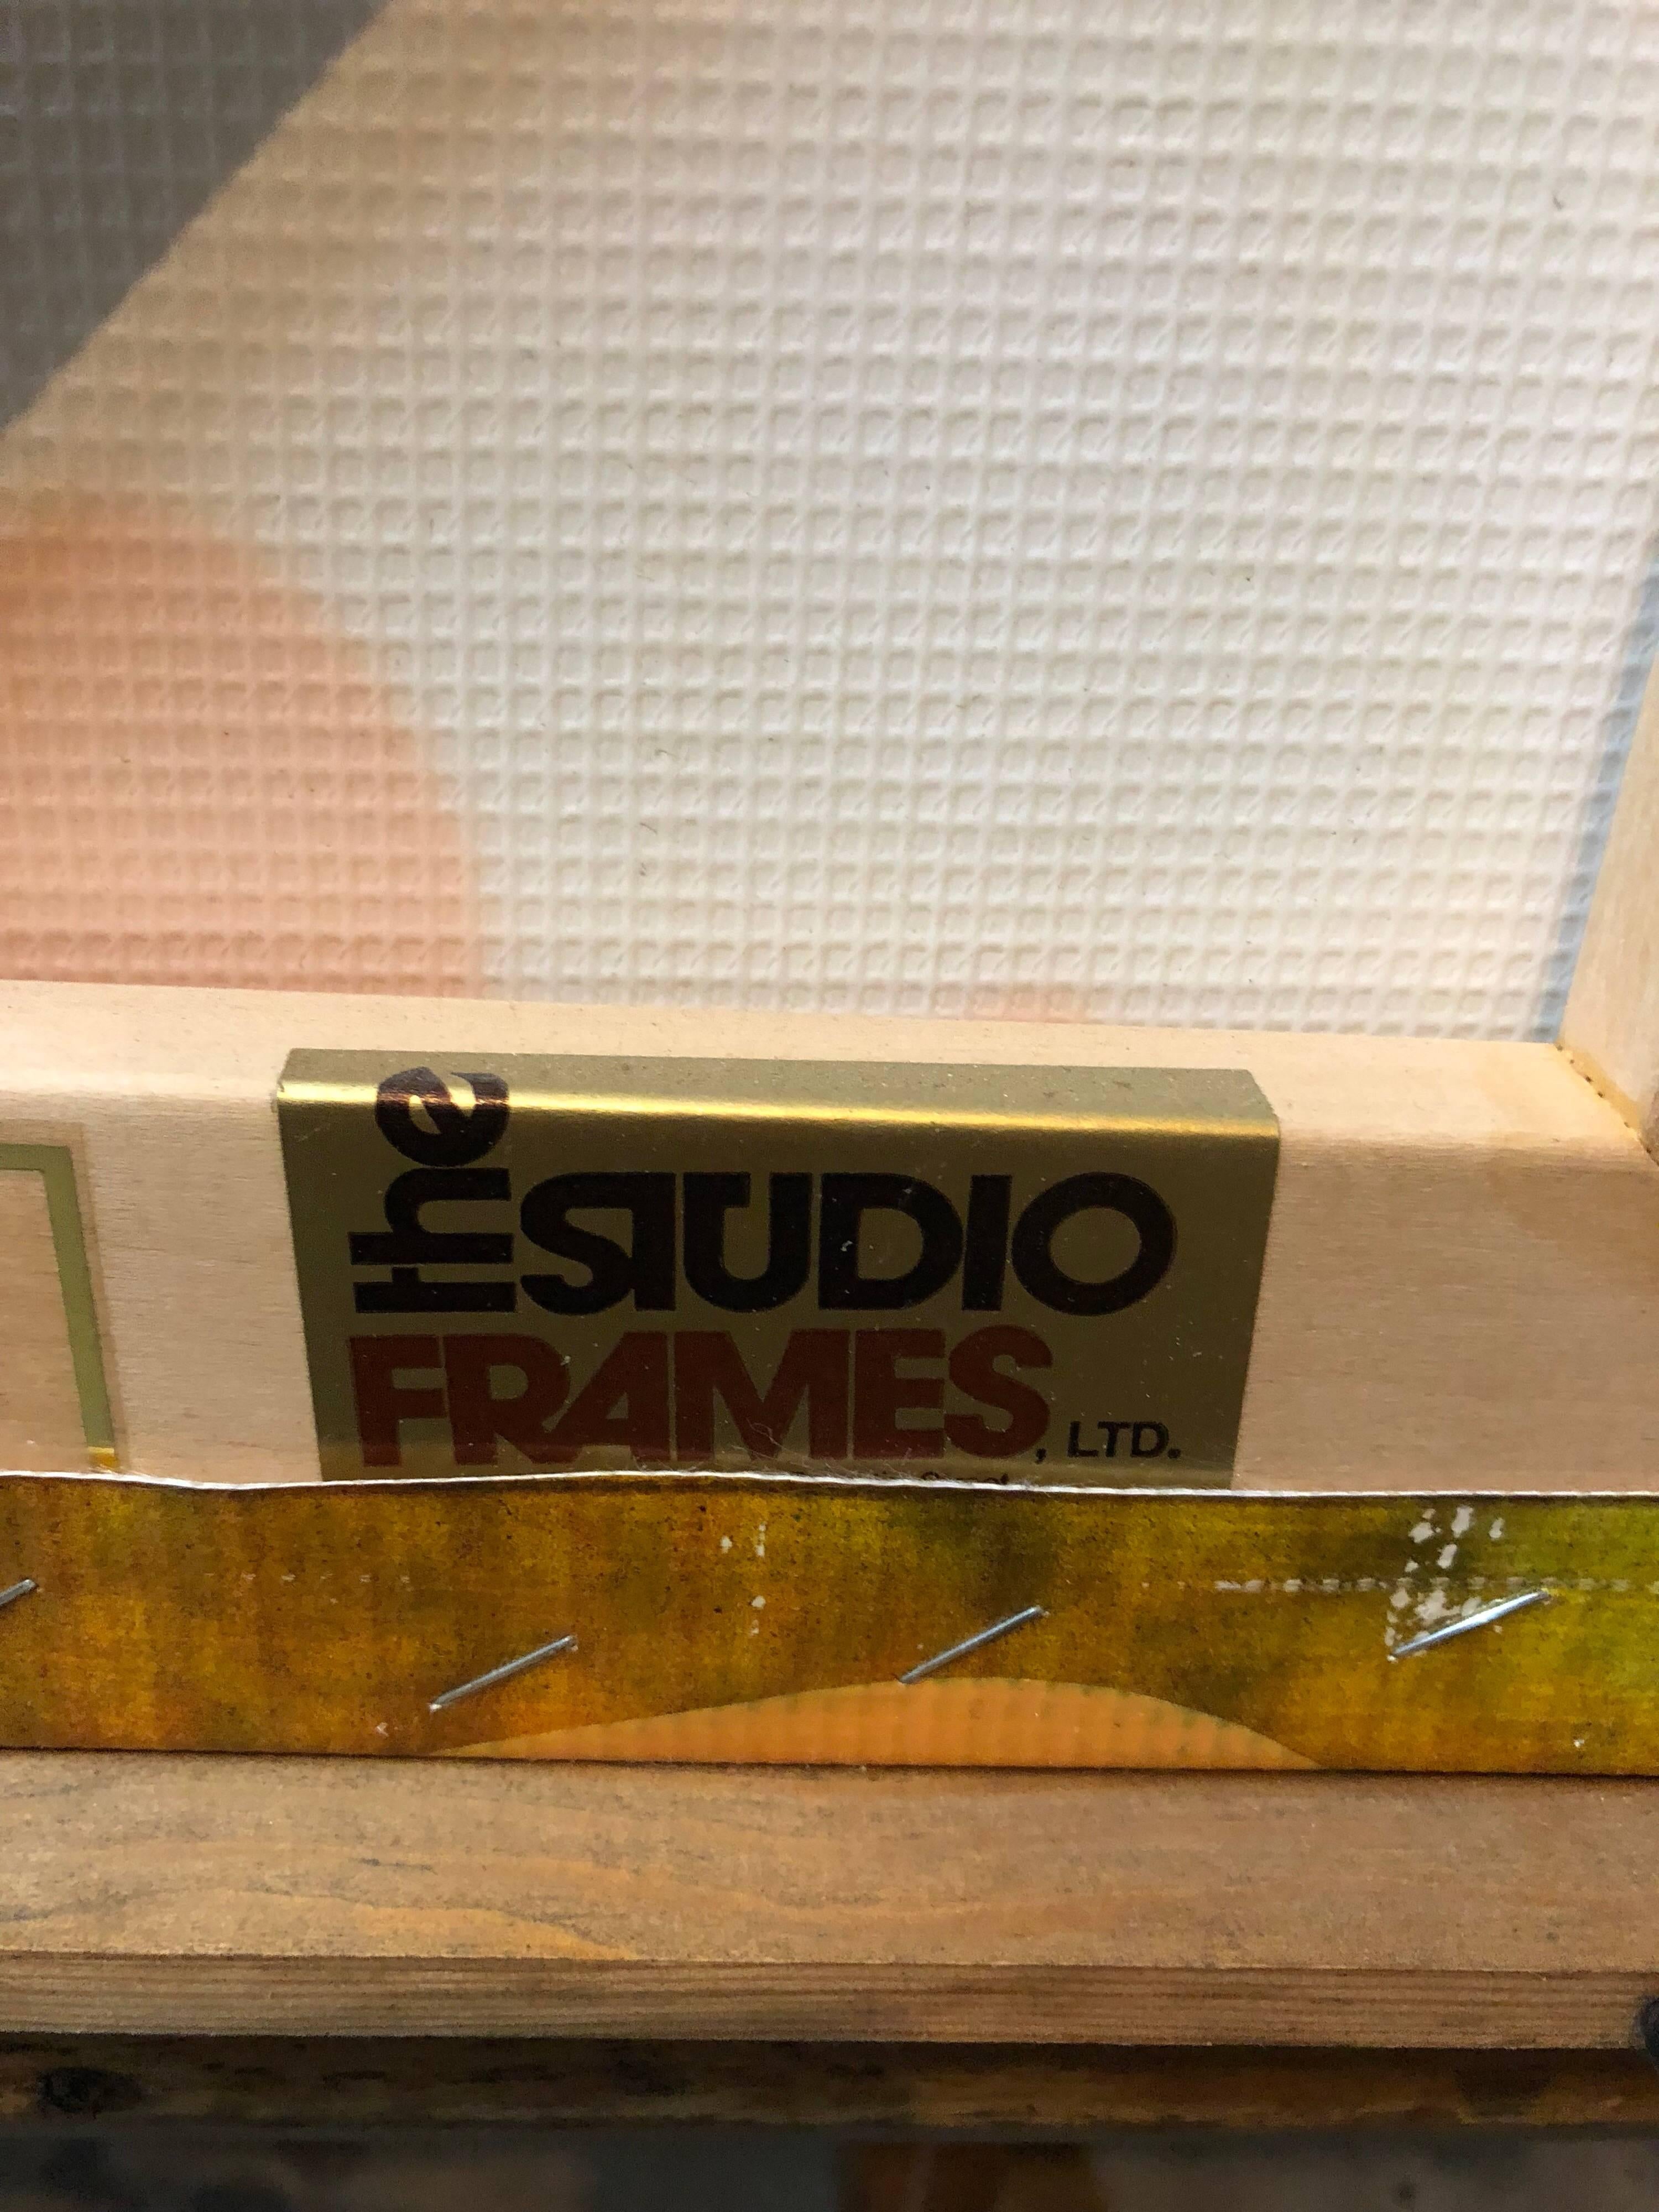 the STUDIO
FRAMES, LTD.